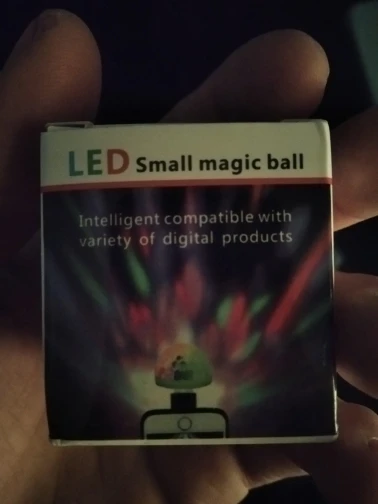 LED Small magic ball
Intelligent compatible with
variety of digital products